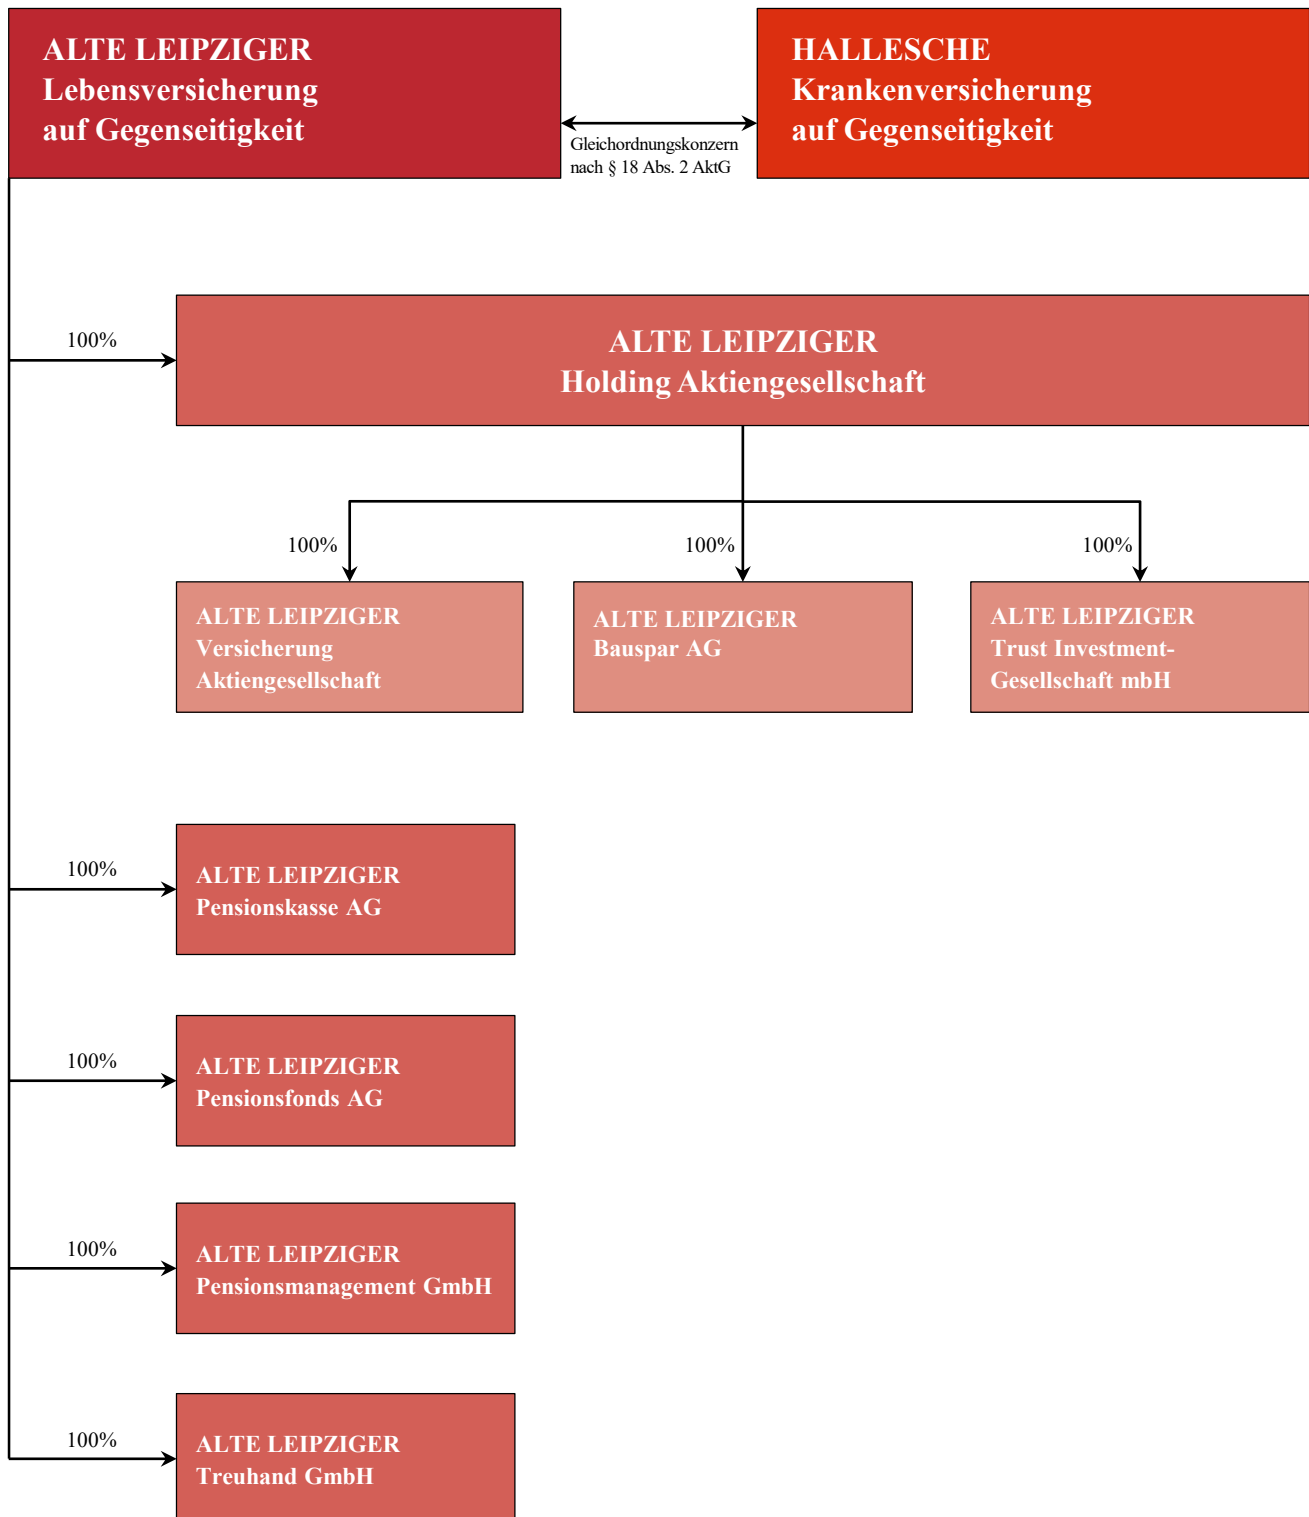 ALTE LEIPZIGER
Lebensversicherung
auf Gegenseitigkeit
HALLESCHE
Krankenversicherung
auf Gegenseitigkeit
Gleichordnungskonzern
nach § 18 Abs. 2 AktG
100%
ALTE LEIPZIGER
Holding Aktiengesellschaft
100%
100%
100%
ALTE LEIPZIGER
Versicherung
Aktiengesellschaft
ALTE LEIPZIGER
Bauspar AG
ALTE LEIPZIGER
Trust Investment-
Gesellschaft mbH
100%
ALTE LEIPZIGER
Pensionskasse AG
100%
ALTE LEIPZIGER
Pensionsfonds AG
100%
ALTE LEIPZIGER
Pensionsmanagement GmbH
100%
ALTE LEIPZIGER
Treuhand GmbH